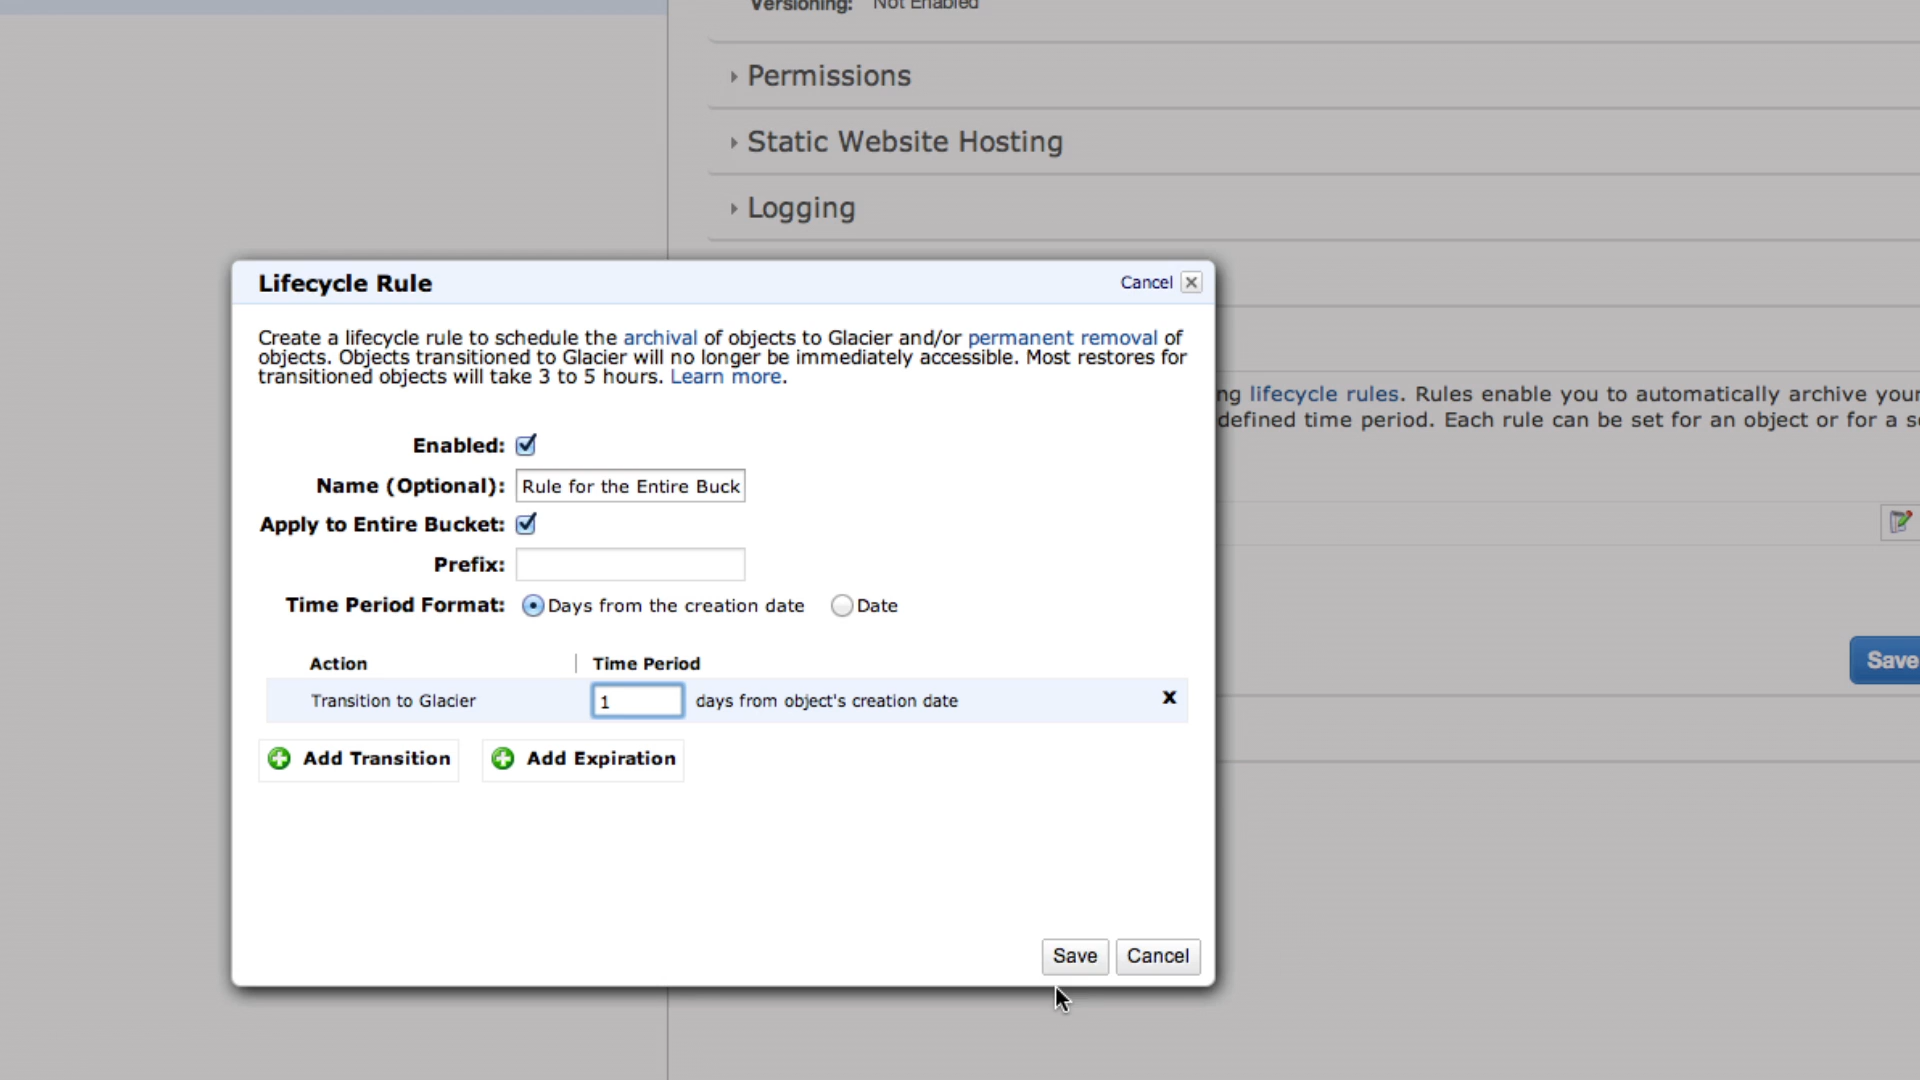 Versioning: Not Enabled
Permissions
Static Website Hosting
Logging
Lifecycle Rule
Cancel
Create a lifecycle rule to schedule the archival of objects to Glacier and/or permanent removal of
objects. Objects transitioned to Glacier will no longer be immediately accessible. Most restores for
transitioned objects will take 3 to 5 hours. Learn more.
ng lifecycle rules. Rules enable you to automatically archive your
defined time period. Each rule can be set for an object or for a s
Enabled:
Name (Optional): Rule for the Entire Buck
Apply to Entire Bucket:
Prefix:
Time Period Format: Days from the creation date Date
Save
Action Time Period
Transition to Glacier 1 days from object's creation date x
Add Transition Add Expiration
Save Cancel